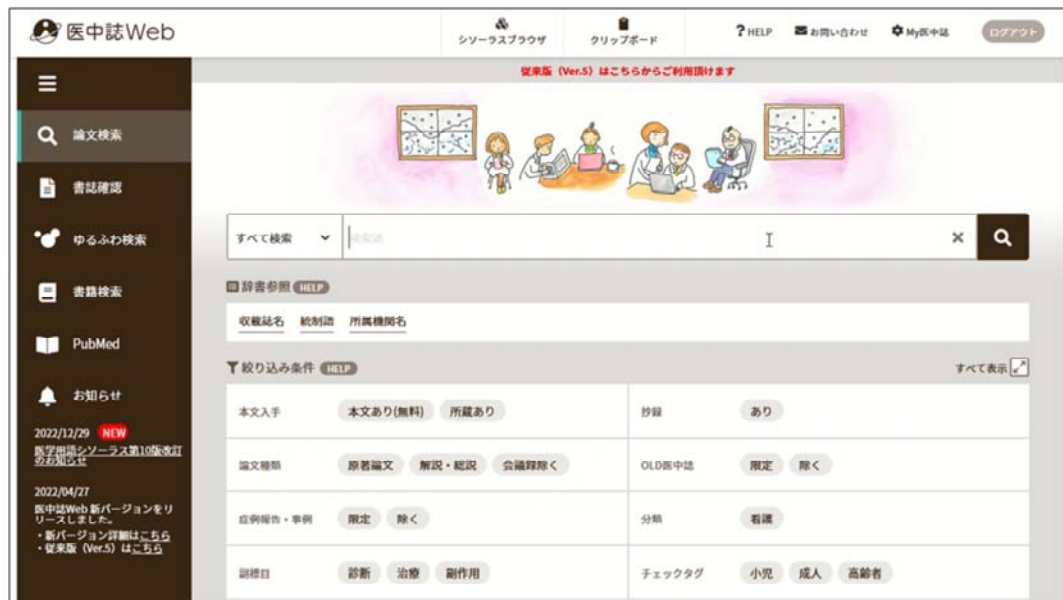 医中誌Web
シソーラスブラウザ
クリップボード
?HELP
お問い合わせ
My医中誌
ログアウト
従来版（Ver.5）はこちらからご利用頂けます
論文検索
書誌確認
ゆるふわ検索
書籍検索
PubMed
お知らせ
2022/12/29 NEW
医学用語シソーラス第10版改訂
のお知らせ
2022/04/27
医中誌Web 新バージョンをリ
リースしました。
・新バージョン詳細はこちら
・従来版（Ver.5）はこちら
すべて検索
検索語
辞書参照 HELP
収載誌名 統制語 所属機関名
絞り込み条件 HELP
すべて表示
本文入手 本文あり(無料) 所蔵あり
抄録 あり
論文種類 原著論文 解説・総説 会議録除く
OLD医中誌 限定 除く
症例報告・事例 限定 除く
分類 看護
副標目 診断 治療 副作用
チェックタグ 小児 成人 高齢者